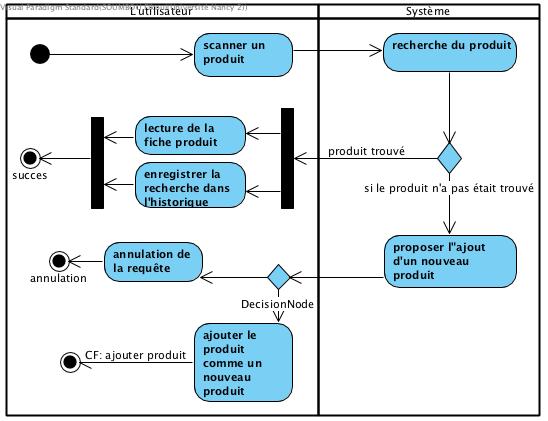 Visual Paradigm Standard(
Université Nancy 2))
L'utilisateur
Système
scanner un
produit
recherche du produit
lecture de la
fiche produit
produit trouvé
succes
enregistrer la
recherche dans
l'historique
si le produit n'a pas était trouvé
annulation de
la requête
proposer l"ajout
d'un nouveau
produit
annulation
DecisionNode
ajouter le
produit
comme un
nouveau
produit
CF: ajouter produit